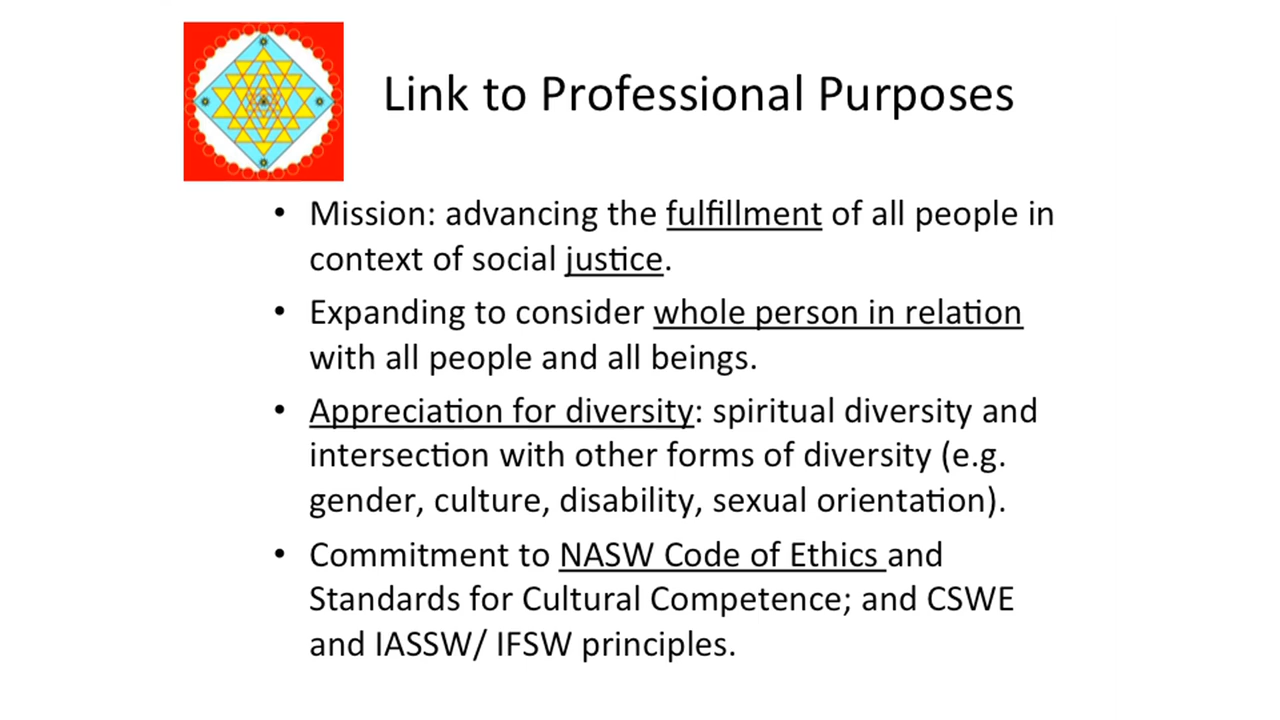 Link to Professional Purposes
• Mission: advancing the fulfillment of all people in
context of social justice.
• Expanding to consider whole person in relation
with all people and all beings.
• Appreciation for diversity: spiritual diversity and
intersection with other forms of diversity (e.g.
gender, culture, disability, sexual orientation).
• Commitment to NASW Code of Ethics and
Standards for Cultural Competence; and CSWE
and IASSW/ IFSW principles.